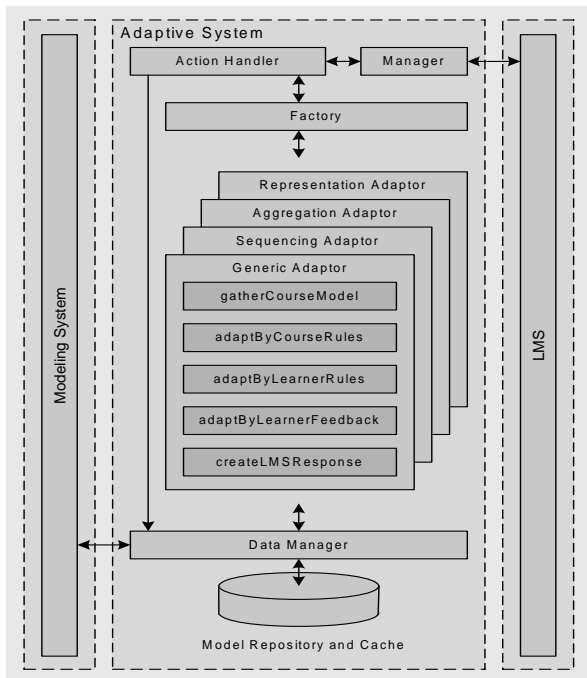 Adaptive System
Action Handler
Manager
Factory
Representation Adaptor
Aggregation Adaptor
Sequencing Adaptor
Generic Adaptor
gatherCourseModel
adaptByCourseRules
adaptByLearnerRules
adaptByLearnerFeedback
createLMSResponse
Data Manager
Model Repository and Cache
Modeling System
LMS